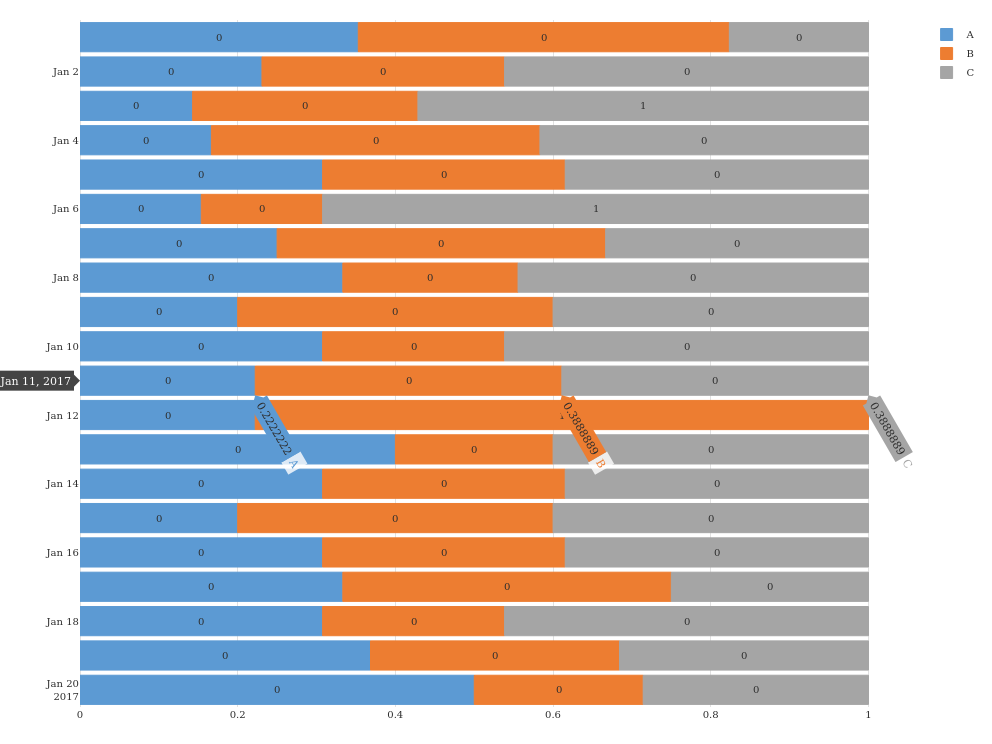 0 0 0
A
B
C
Jan 2 0 0 0
0 0 1
Jan 4 0 0 0
0 0 0
Jan 6 0 0 1
0 0 0
Jan 8 0 0 0
0 0 0
Jan 10 0 0 0
Jan 11, 2017 0 0 0
Jan 12 0
0.2222222 A
0.3888889 B
0.3888889 C
0 0 0
Jan 14 0 0 0
0 0 0
Jan 16 0 0 0
0 0 0
Jan 18 0 0 0
0 0 0
Jan 20 0 0 0
2017
0 0.2 0.4 0.6 0.8 1